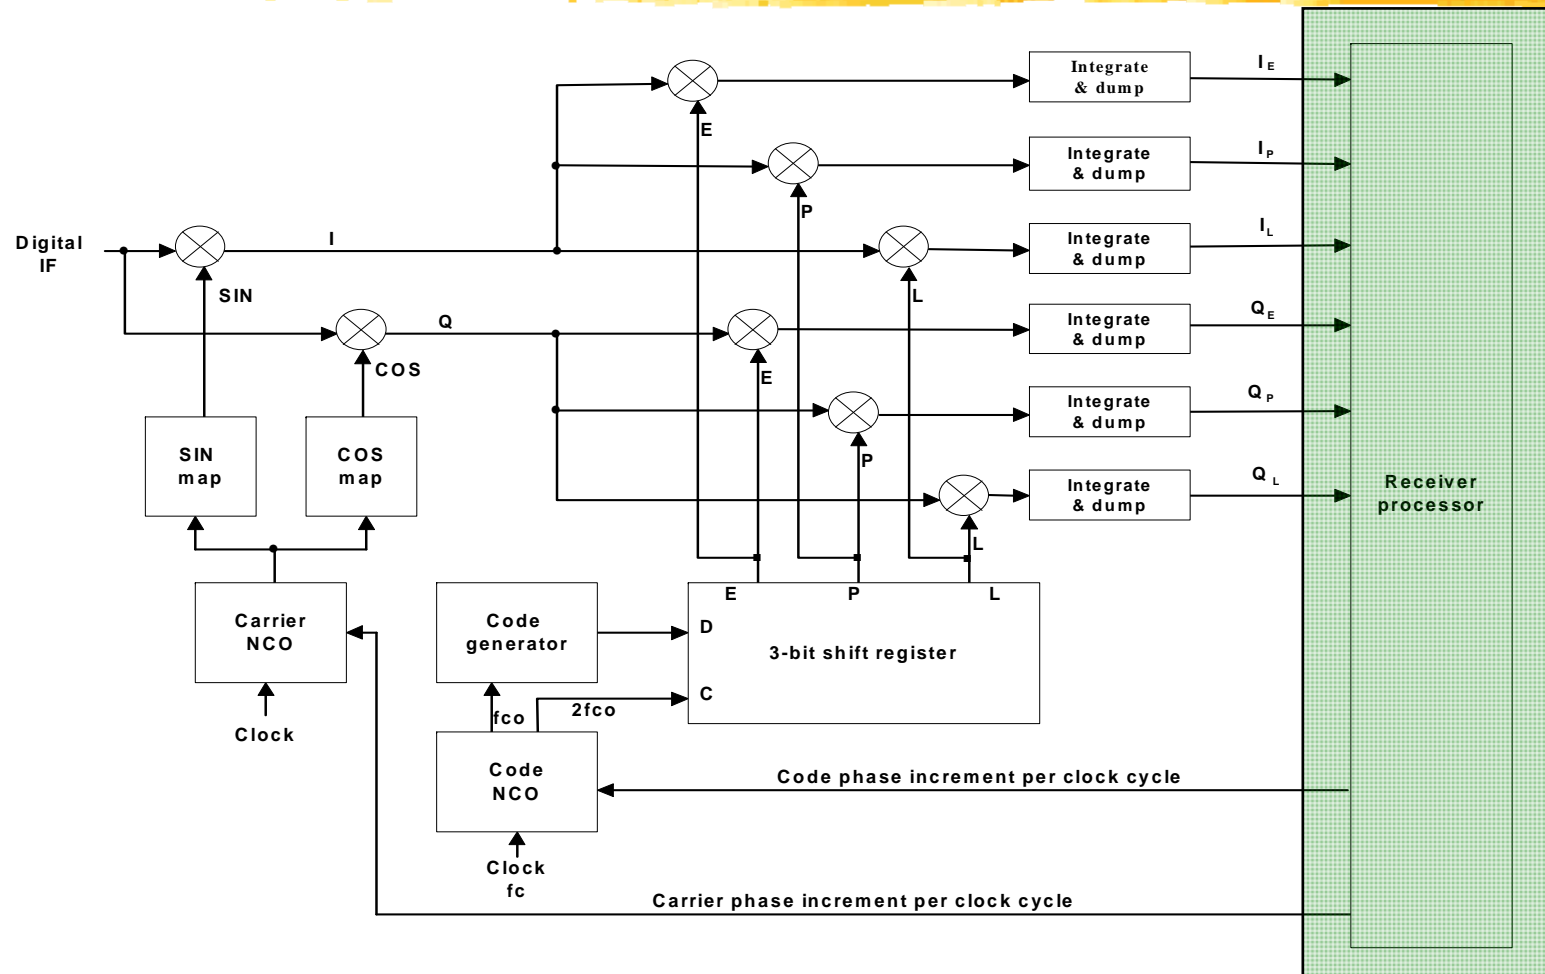 Integrate
& dump
I E
E
Integrate
& dump
I P
P
Digital
IF
I
Integrate
& dump
I L
SIN
L
Q
Integrate
& dump
Q E
COS
E
Integrate
& dump
Q P
SIN
map
COS
map
P
Integrate
& dump
Q L
Receiver
processor
L
Carrier
NCO
Code
generator
E P L
D
3-bit shift register
C
Clock
fco
2fco
Code
NCO
Code phase increment per clock cycle
Clock
fc
Carrier phase increment per clock cycle